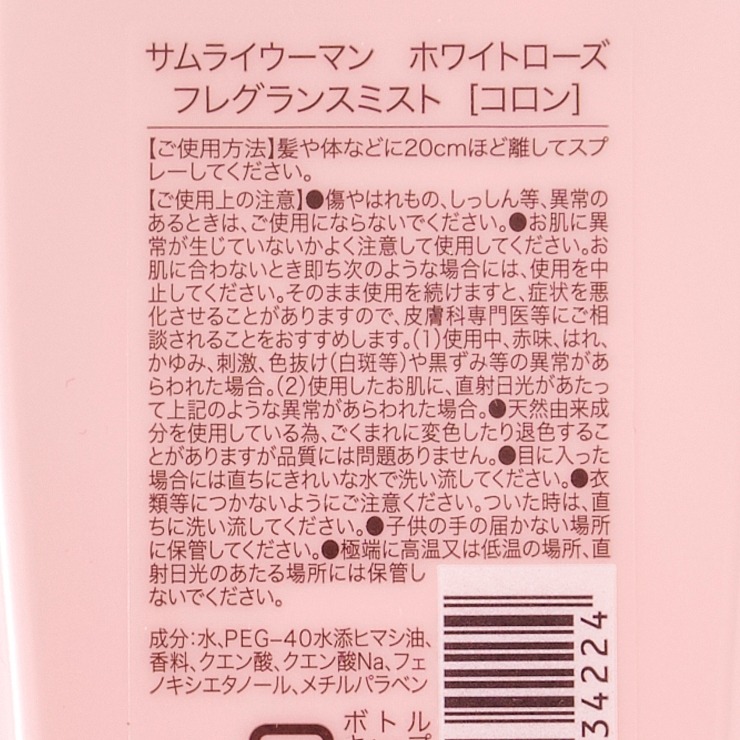 サムライウーマン　ホワイトローズ
フレグランスミスト ［コロン］
【ご使用方法】髪や体などに20cmほど離してスプ
レーしてください。
【ご使用上の注意】●傷やはれもの、しっしん等、異常の
あるときは、ご使用にならないでください。●お肌に異
常が生じていないかよく注意して使用してください。お
肌に合わないとき即ち次のような場合には、使用を中
止してください。そのまま使用を続けますと、症状を悪
化させることがありますので、皮膚科専門医等にご相
談されることをおすすめします。（1）使用中、赤味、はれ、
かゆみ、刺激、色抜け（白斑等）や黒ずみ等の異常があ
らわれた場合。（2）使用したお肌に、直射日光があたっ
て上記のような異常があらわれた場合。●天然由来成
分を使用している為、ごくまれに変色したり退色するこ
とがありますが品質には問題ありません。●目に入った
場合には直ちにきれいな水で洗い流してください。●衣
類等につかないようにご注意ください。ついた時は、直
ちに洗い流してください。●子供の手の届かない場所
に保管してください。●極端に高温又は低温の場所、直
射日光のあたる場所には保管し
ないでください。
成分：水、PEG-40水添ヒマシ油、
香料、クエン酸、クエン酸Na、フェ
ノキシエタノール、メチルパラベン
ボトル
34224